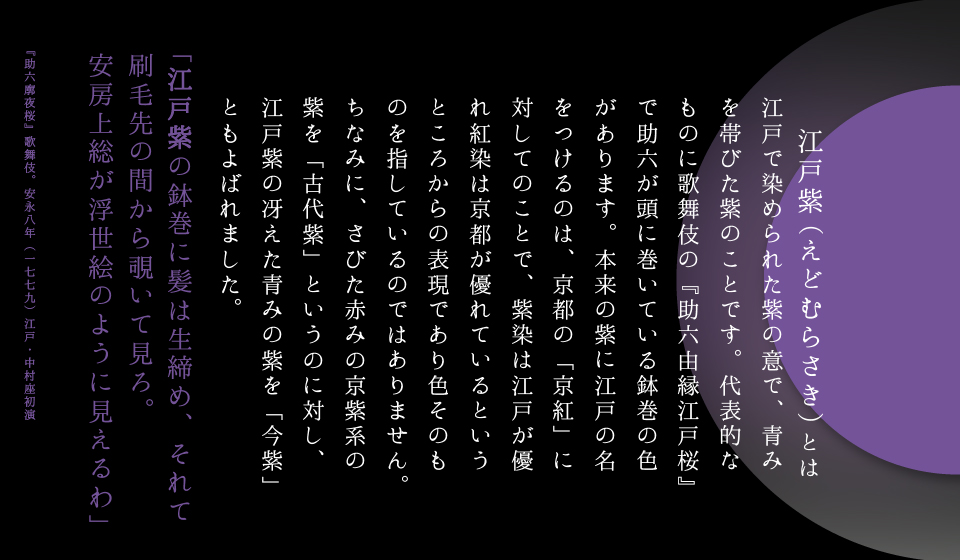 江戸紫（えどむらさき）とは
江戸で染められた紫の意で、青み
を帯びた紫のことです。代表的な
ものに歌舞伎の『助六由縁江戸桜』
で助六が頭に巻いている鉢巻の色
があります。本来の紫に江戸の名
をつけるのは、京都の「京紅」に
対してのことで、紫染は江戸が優
れ紅染は京都が優れているという
ところからの表現であり色そのも
のを指しているのではありません。
ちなみに、さびた赤みの京紫系の
紫を「古代紫」というのに対し、
江戸紫の冴えた青みの紫を「今紫」
ともよばれました。
「江戸紫の鉢巻に髪は生締め、それて
刷毛先の間から覗いて見ろ。
安房上総が浮世絵のように見えるわ」
『助六廓夜桜』歌舞伎。安永八年（一七七九）江戸・中村座初演